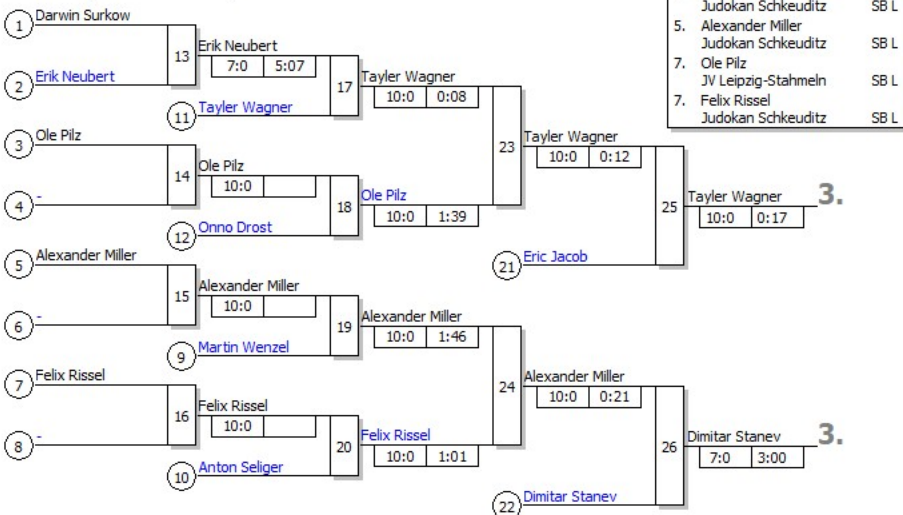 Judokan Schkeuditz SB L
5. Alexander Miller
Judokan Schkeuditz SB L
7. Ole Pilz
JV Leipzig-Stahmeln SB L
7. Felix Rissel
Judokan Schkeuditz SB L
1 Darwin Surkow
13 Erik Neubert
7:0 5:07
2 Erik Neubert
17 Tayler Wagner
10:0 0:08
11 Tayler Wagner
23 Tayler Wagner
10:0 0:12
3 Ole Pilz
14 Ole Pilz
10:0
4 -
18 Ole Pilz
10:0 1:39
12 Onno Drost
25 Tayler Wagner 3.
10:0 0:17
21 Eric Jacob
5 Alexander Miller
15 Alexander Miller
10:0
6 -
19 Alexander Miller
10:0 1:46
9 Martin Wenzel
24 Alexander Miller
10:0 0:21
7 Felix Rissel
16 Felix Rissel
10:0
8 -
20 Felix Rissel
10:0 1:01
10 Anton Seliger
26 Dimitar Stanev 3.
7:0 3:00
22 Dimitar Stanev